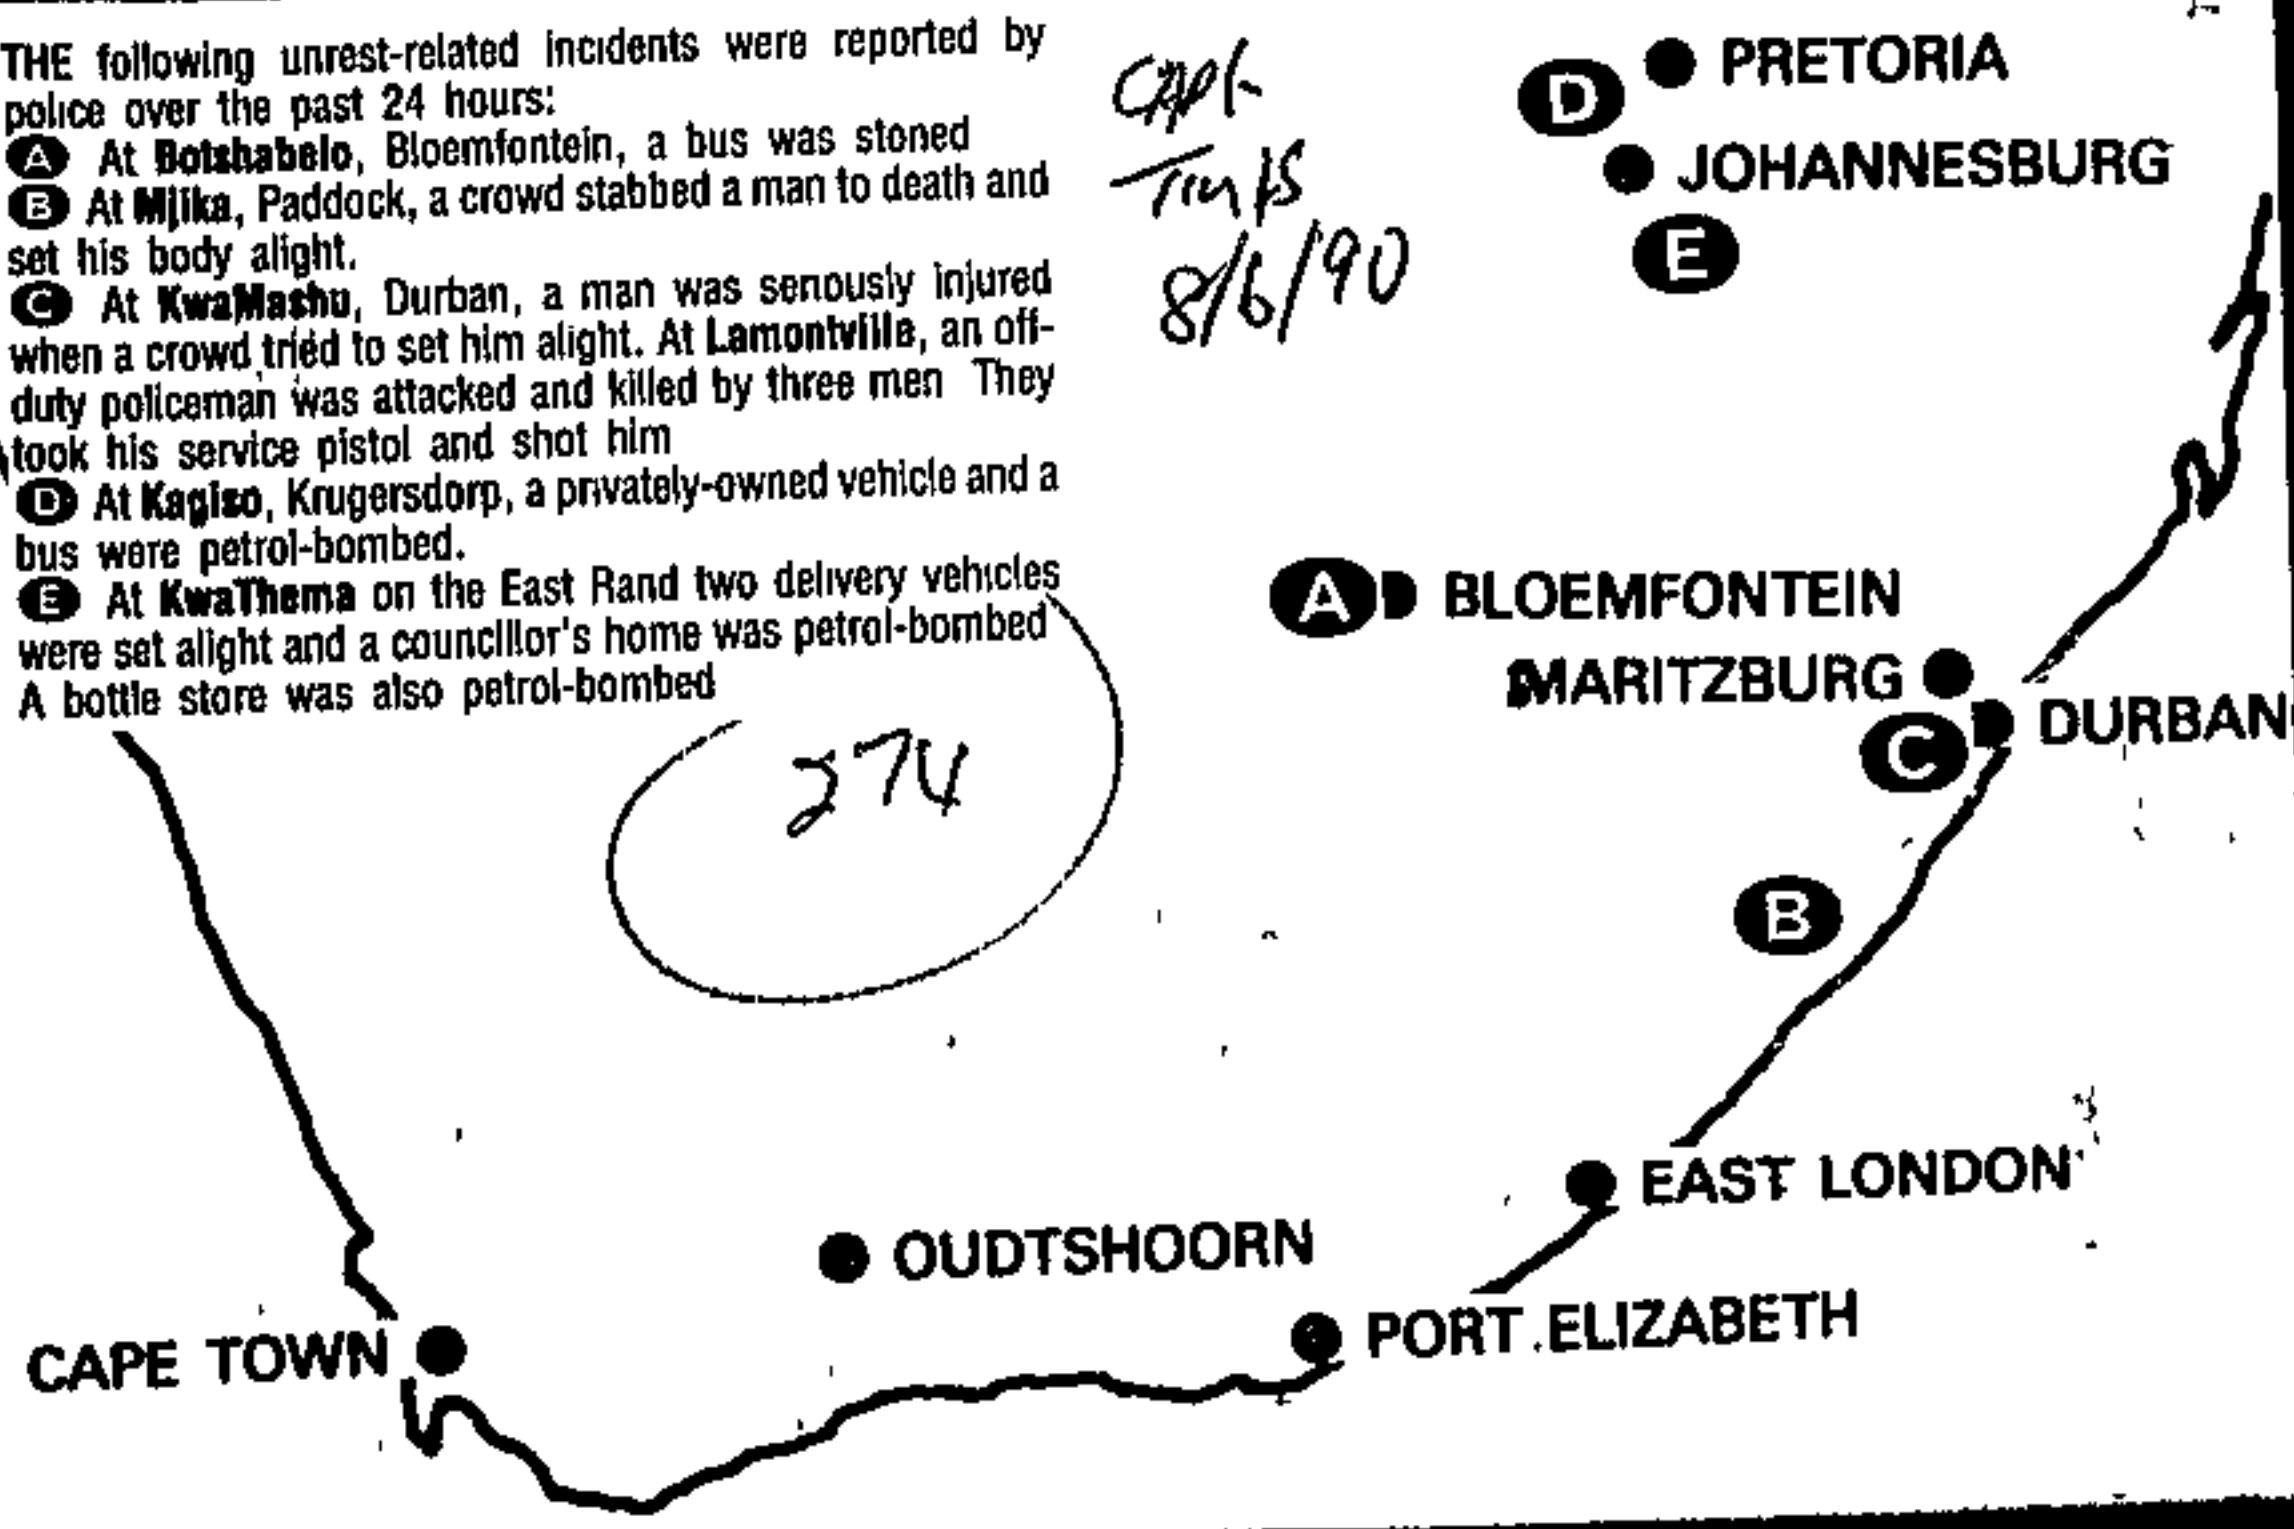 THE following unrest-related incidents were reported by
police over the past 24 hours:
A At Botshabelo, Bloemfontein, a bus was stoned
B At Mjika, Paddock, a crowd stabbed a man to death and
set his body alight.
C At KwaMashu, Durban, a man was seriously injured
when a crowd tried to set him alight. At Lamontville, an off-
duty policeman was attacked and killed by three men They
took his service pistol and shot him
D At Kagiso, Krugersdorp, a privately-owned vehicle and a
bus were petrol-bombed.
E At KwaThema on the East Rand two delivery vehicles
were set alight and a councillor's home was petrol-bombed
A bottle store was also petrol-bombed
8/6/90
274
D PRETORIA
JOHANNESBURG
E
A BLOEMFONTEIN
MARITZBURG
C DURBAN
B
EAST LONDON
OUDTSHOORN
PORT ELIZABETH
CAPE TOWN